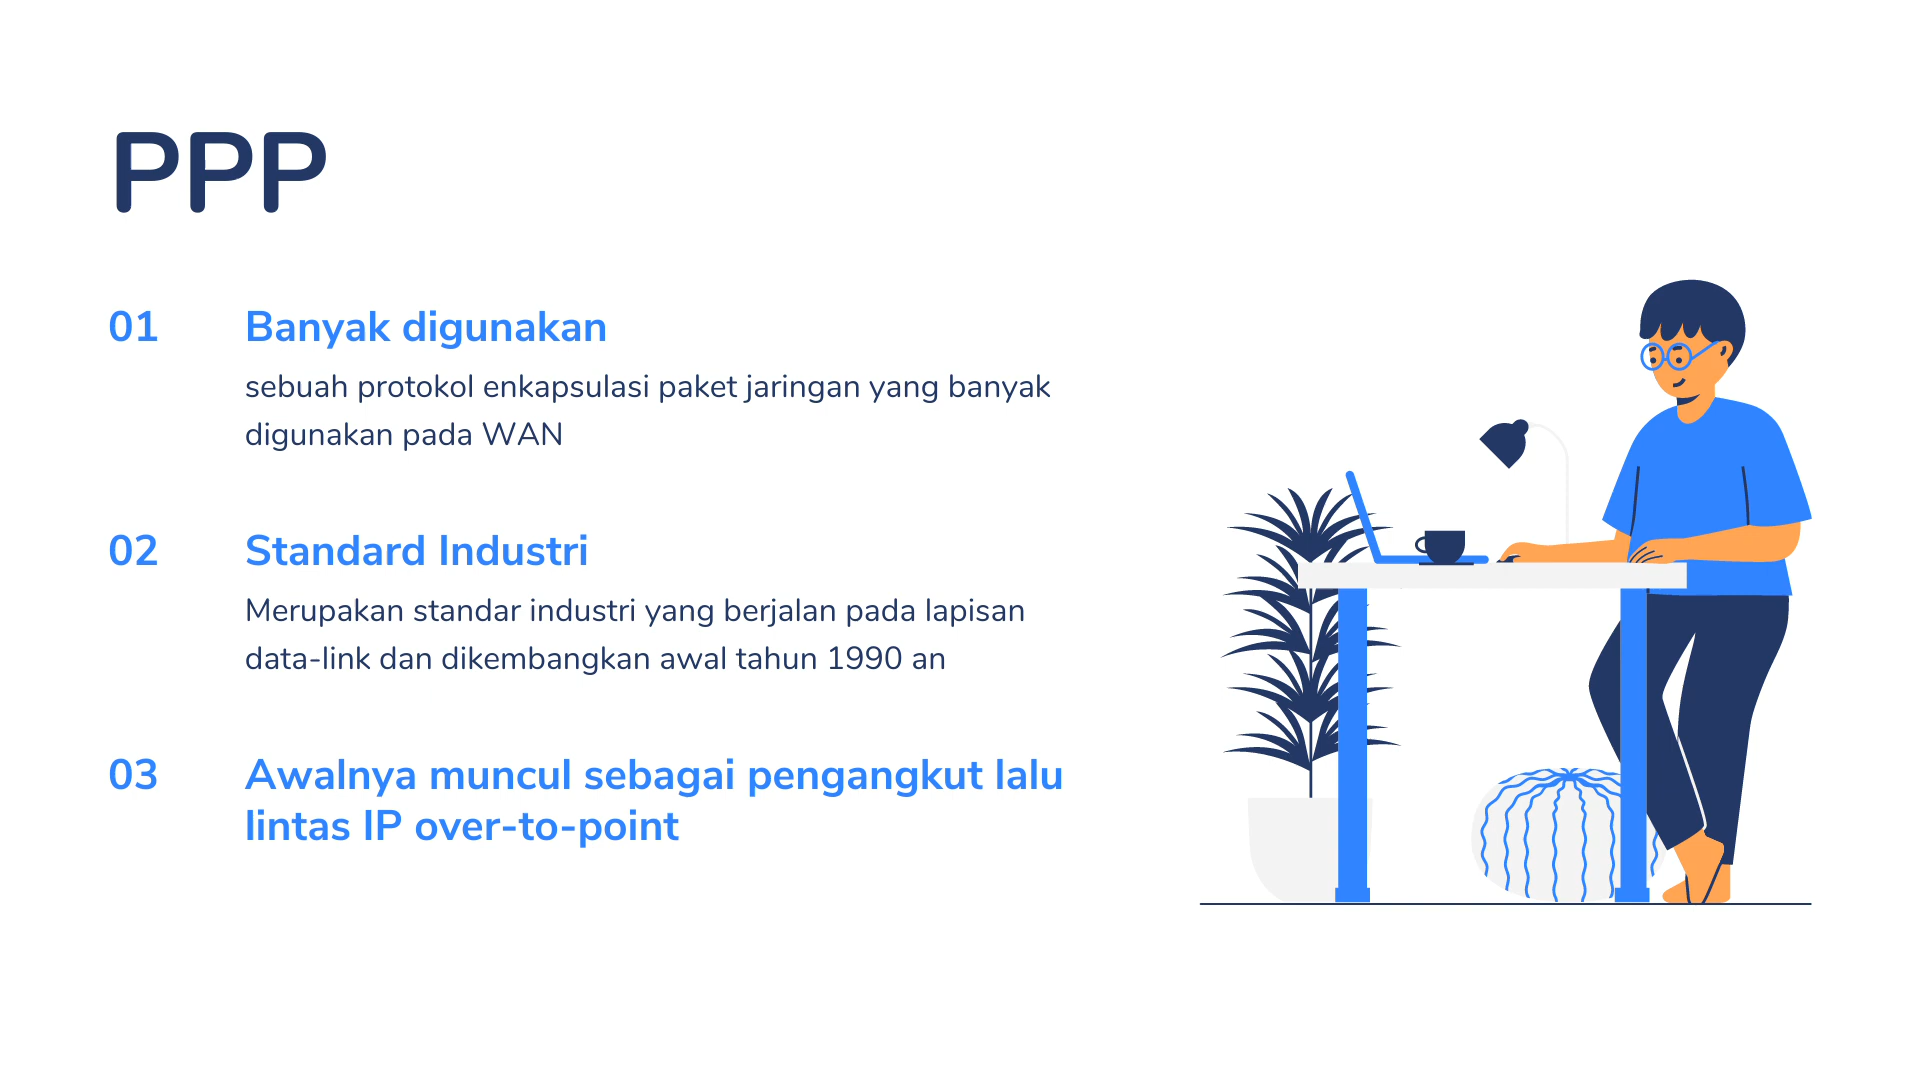 PPP
01
Banyak digunakan
sebuah protokol enkapsulasi paket jaringan yang banyak
digunakan pada WAN
02
Standard Industri
Merupakan standar industri yang berjalan pada lapisan
data-link dan dikembangkan awal tahun 1990 an
03
Awalnya muncul sebagai pengangkut lalu
lintas IP over-to-point